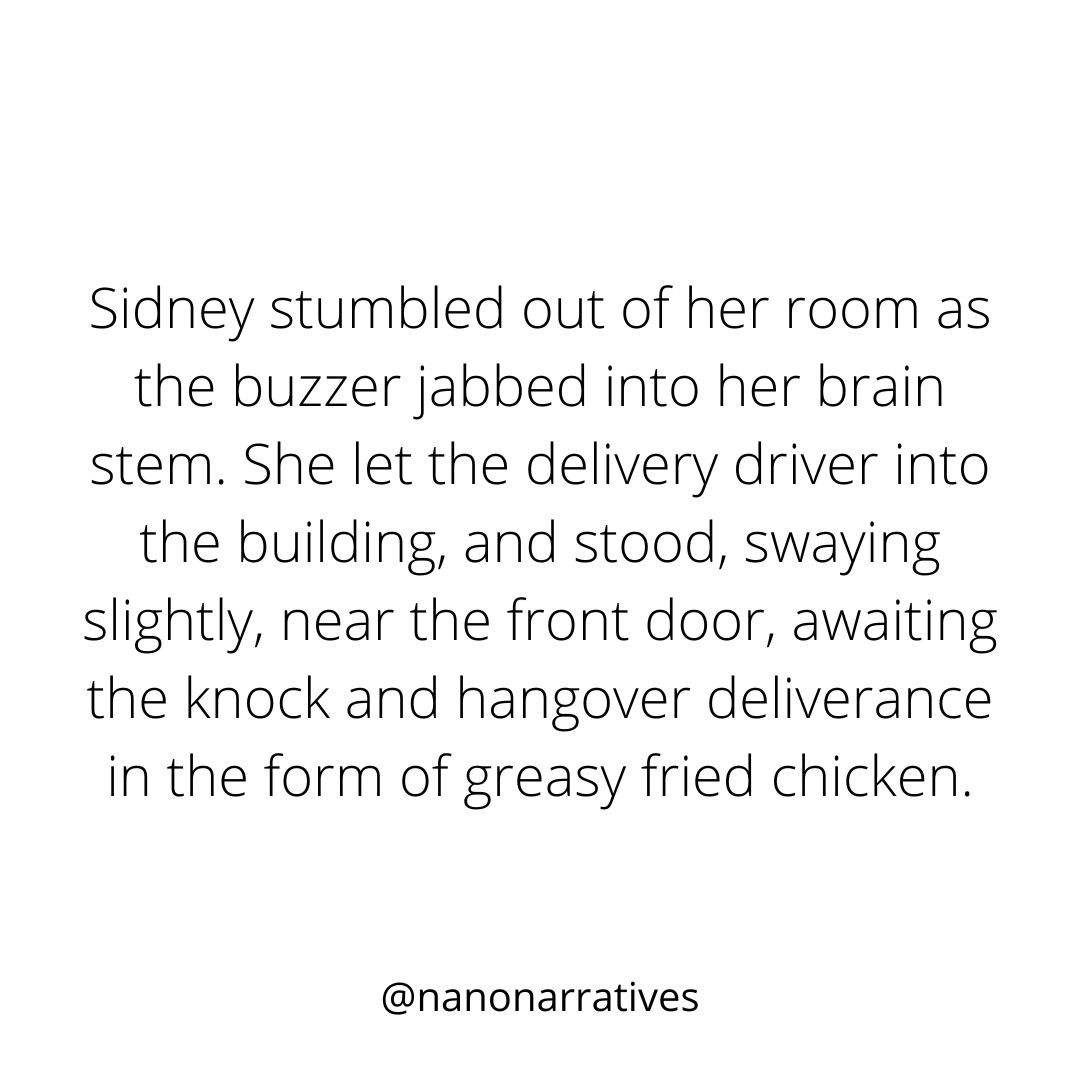 Sidney stumbled out of her room as
the buzzer jabbed into her brain
stem. She let the delivery driver into
the building, and stood, swaying
slightly, near the front door, awaiting
the knock and hangover deliverance
in the form of greasy fried chicken.
@nanonarratives